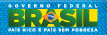 GOVERNO FEDERAL
BRASIL
PAÍS RICO É PAÍS SEM POBREZA